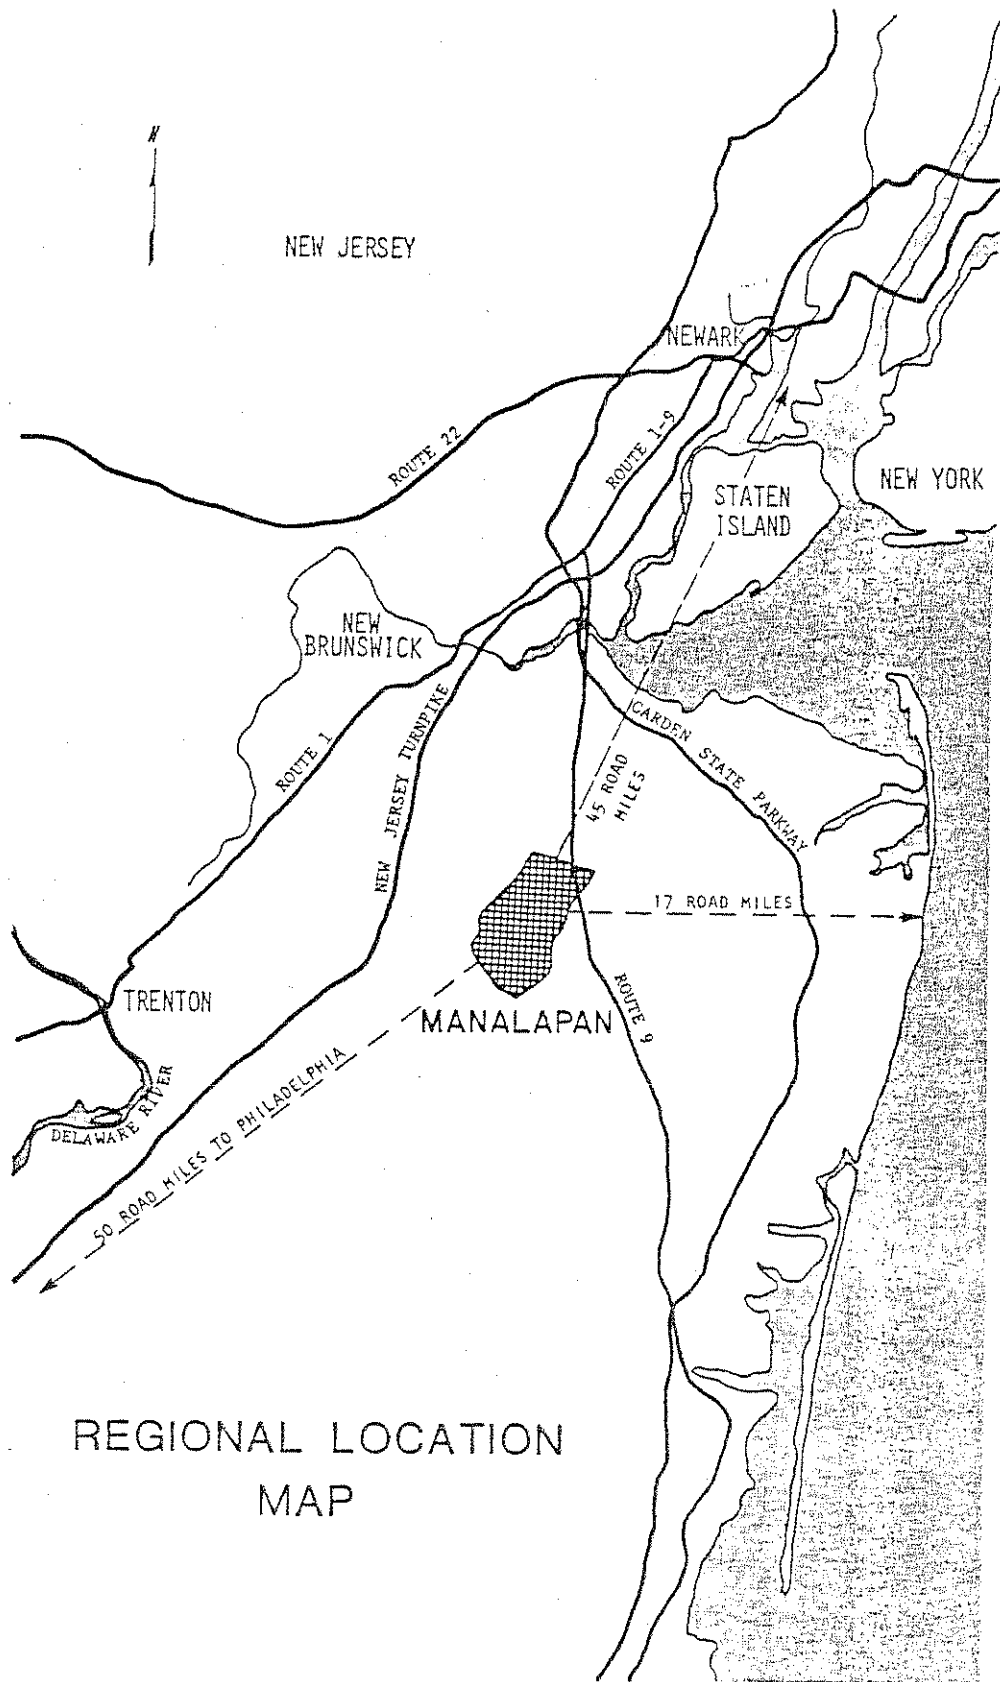 N
NEW JERSEY
NEWARK
ROUTE 22
ROUTE 1-9
STATEN
ISLAND
NEW YORK
NEW
BRUNSWICK
ROUTE 1
NEW JERSEY TURNPIKE
GARDEN STATE PARKWAY
45 ROAD
MILES
17 ROAD MILES
TRENTON
MANALAPAN
ROUTE 9
DELAWARE RIVER
50 ROAD MILES TO PHILADELPHIA
REGIONAL LOCATION
MAP